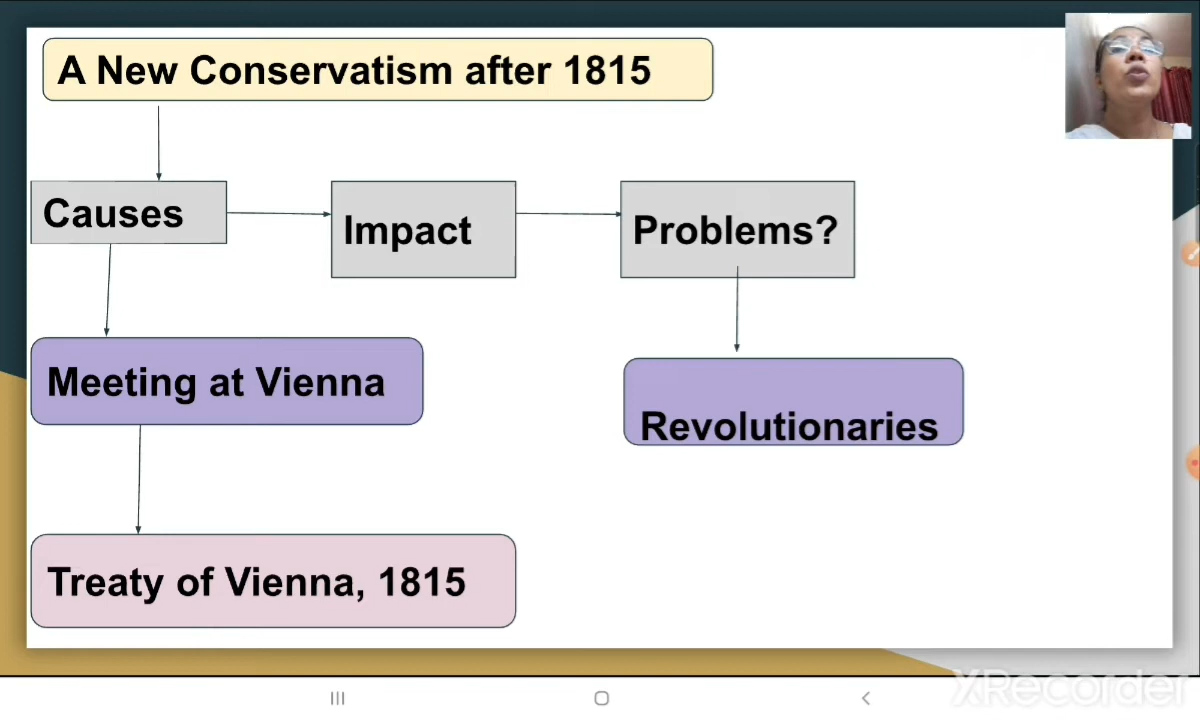 A New Conservatism after 1815
Causes
Impact
Problems?
Meeting at Vienna
Revolutionaries
Treaty of Vienna, 1815
XRecorder